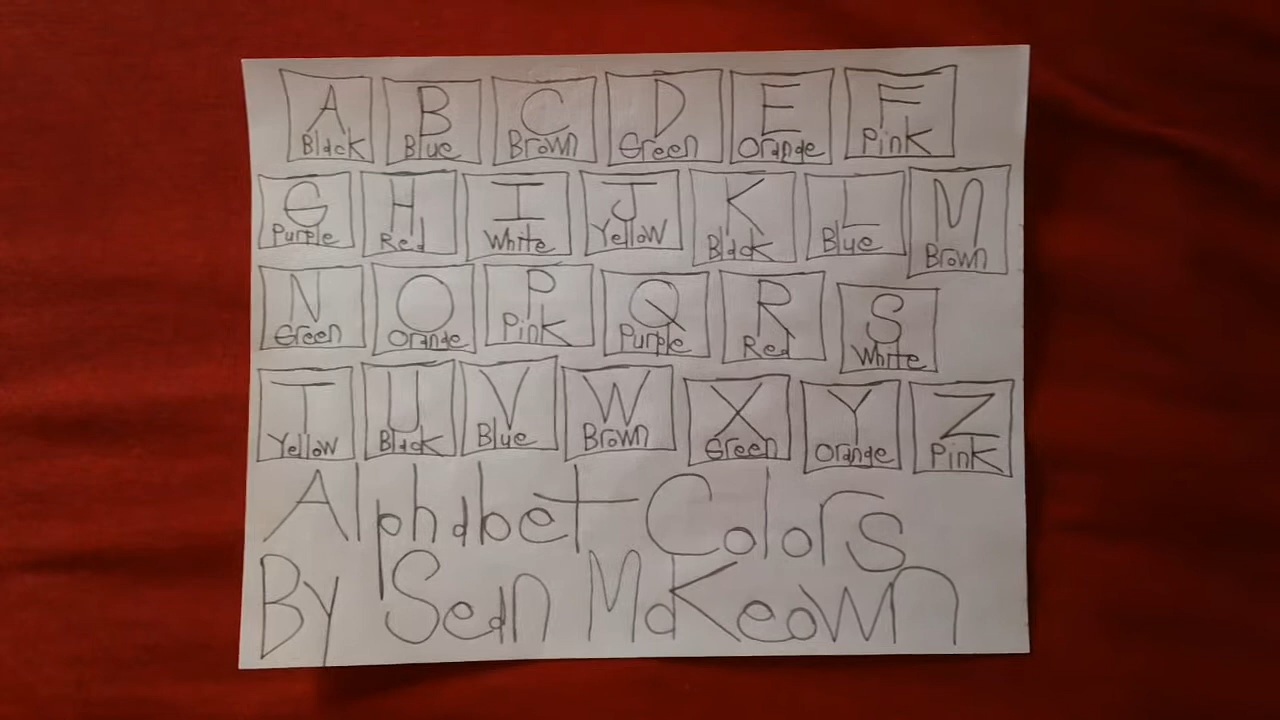 A B C D E F
Black Blue Brown Green Orange Pink
G H I J K L M
Purple Red White Yellow Black Blue Brown
N O P Q R S
Green Orange Pink Purple Red White
T U V W X Y Z
Yellow Black Blue Brown Green Orange Pink
Alphabet Colors
By Sean McKeown